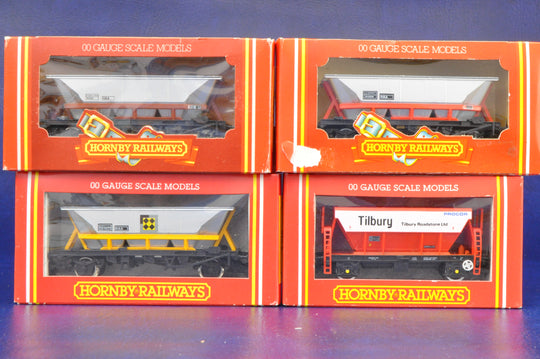 00 GAUGE SCALE MODELS
HORNBY RAILWAYS
00 GAUGE SCALE MODELS
HORNBY RAILWAYS
00 GAUGE SCALE MODELS
HORNBY RAILWAYS
00 GAUGE SCALE MODELS
PROCOR
Tilbury
Tilbury Roadstone Ltd
HORNBY RAILWAYS